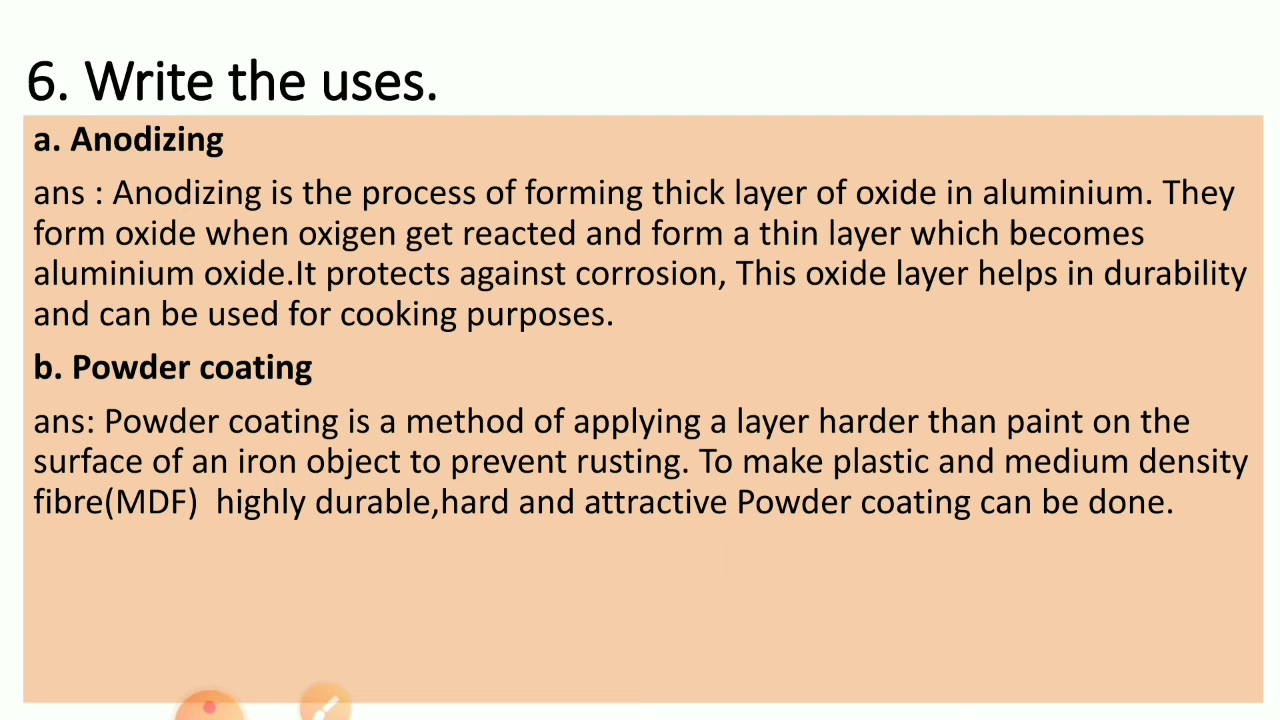 6. Write the uses.
a. Anodizing
ans : Anodizing is the process of forming thick layer of oxide in aluminium. They
form oxide when oxigen get reacted and form a thin layer which becomes
aluminium oxide.It protects against corrosion, This oxide layer helps in durability
and can be used for cooking purposes.
b. Powder coating
ans: Powder coating is a method of applying a layer harder than paint on the
surface of an iron object to prevent rusting. To make plastic and medium density
fibre(MDF)  highly durable,hard and attractive Powder coating can be done.